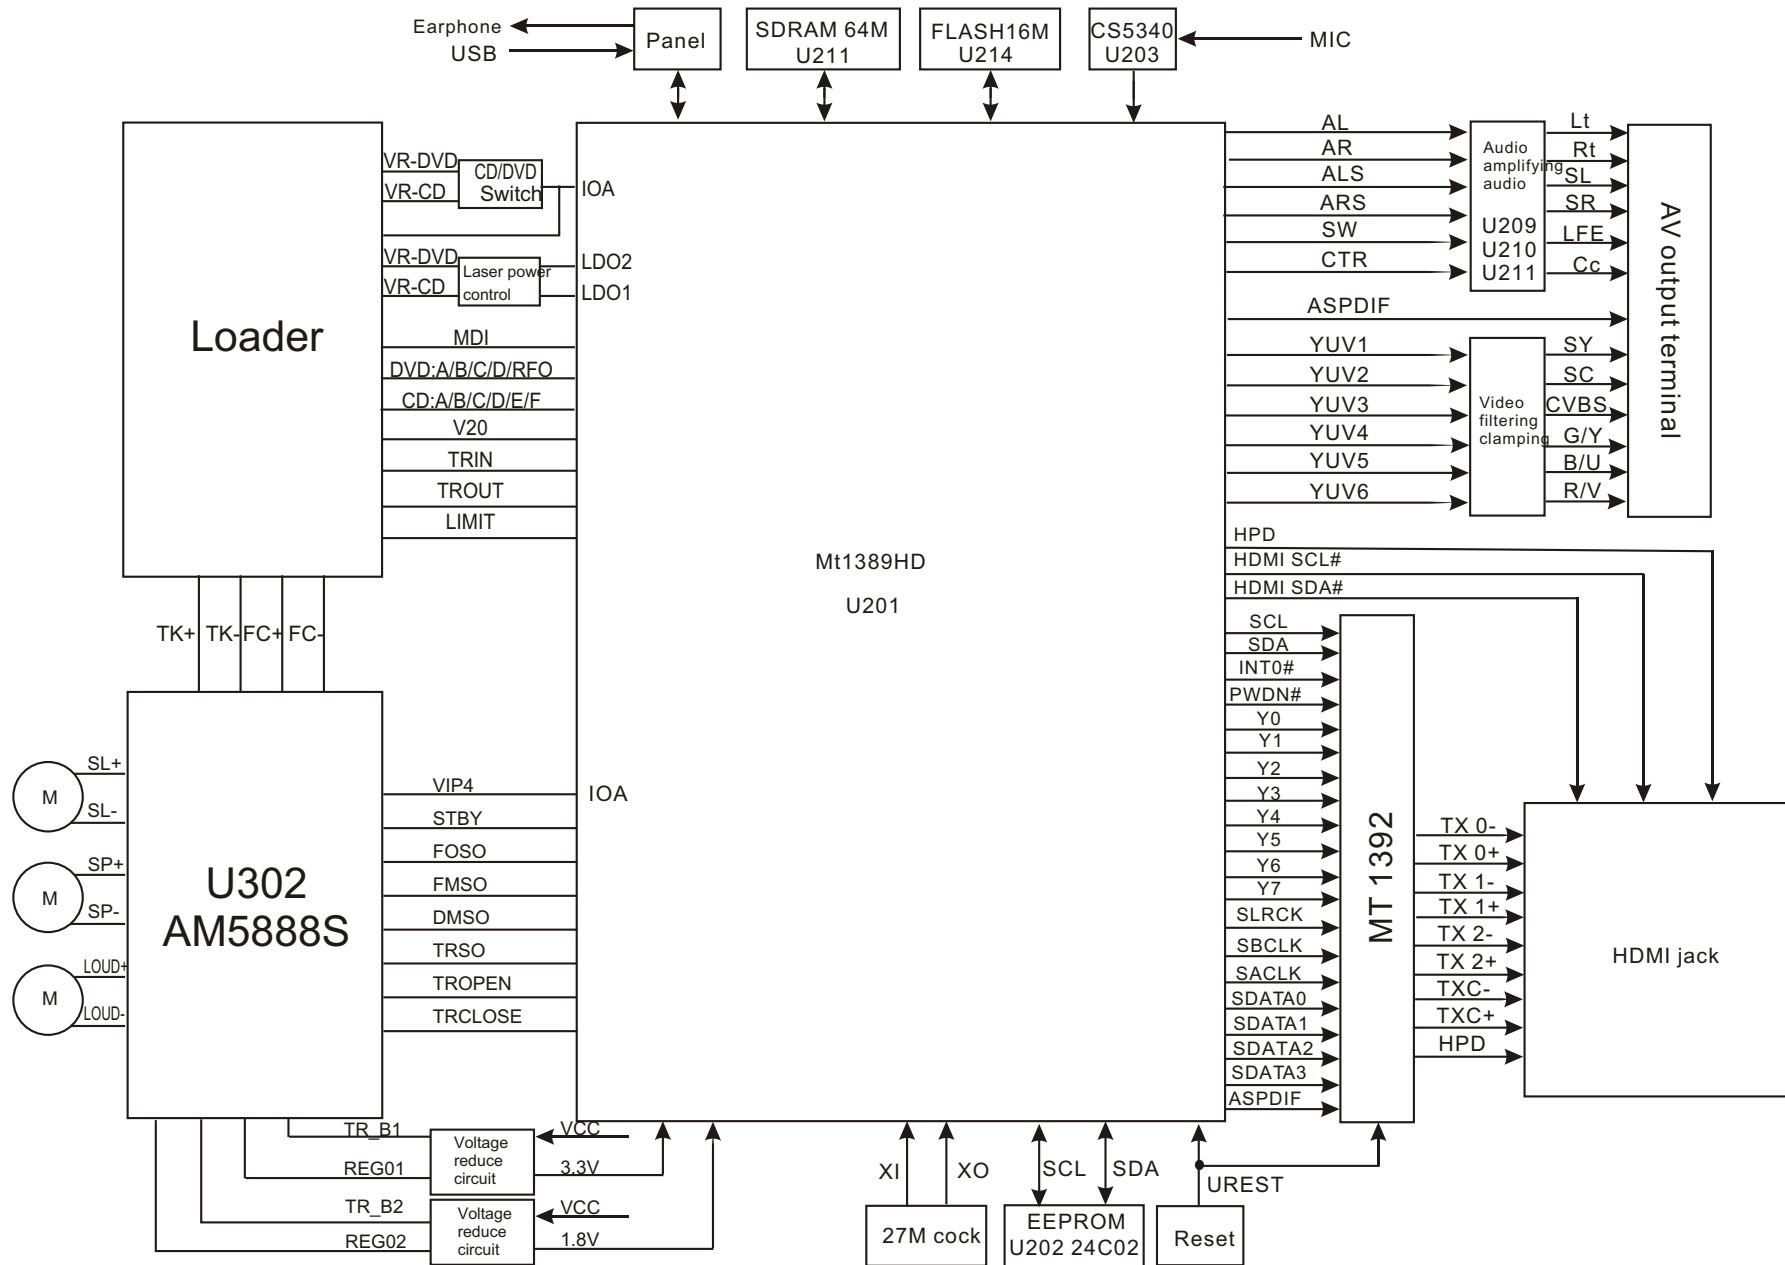 Earphone
USB
Panel
SDRAM 64M
U211
FLASH16M
U214
CS5340
U203
MIC
Loader
VR-DVD
VR-CD
CD/DVD
Switch
IOA
VR-DVD
VR-CD
Laser power
control
LDO2
LDO1
MDI
DVD:A/B/C/D/RFO
CD:A/B/C/D/E/F
V20
TRIN
TROUT
LIMIT
Mt1389HD
U201
AL
AR
ALS
ARS
SW
CTR
Audio
amplifying
audio
U209
U210
U211
Lt
Rt
SL
SR
LFE
Cc
ASPDIF
YUV1
YUV2
YUV3
YUV4
YUV5
YUV6
Video
filtering
clamping
SY
SC
CVBS
G/Y
B/U
R/V
AV output terminal
HPD
HDMI SCL#
HDMI SDA#
TK+
TK-
FC+
FC-
SL+
M
SL-
SP+
M
SP-
LOUD+
M
LOUD-
U302
AM5888S
VIP4
IOA
STBY
FOSO
FMSO
DMSO
TRSO
TROPEN
TRCLOSE
SCL
SDA
INT0#
PWDN#
Y0
Y1
Y2
Y3
Y4
Y5
Y6
Y7
SLRCK
SBCLK
SACLK
SDATA0
SDATA1
SDATA2
SDATA3
ASPDIF
MT 1392
TX 0-
TX 0+
TX 1-
TX 1+
TX 2-
TX 2+
TXC-
TXC+
HPD
HDMI jack
TR_B1
REG01
Voltage
reduce
circuit
VCC
3.3V
TR_B2
REG02
Voltage
reduce
circuit
VCC
1.8V
XI
XO
27M cock
SCL
SDA
EEPROM
U202 24C02
UREST
Reset